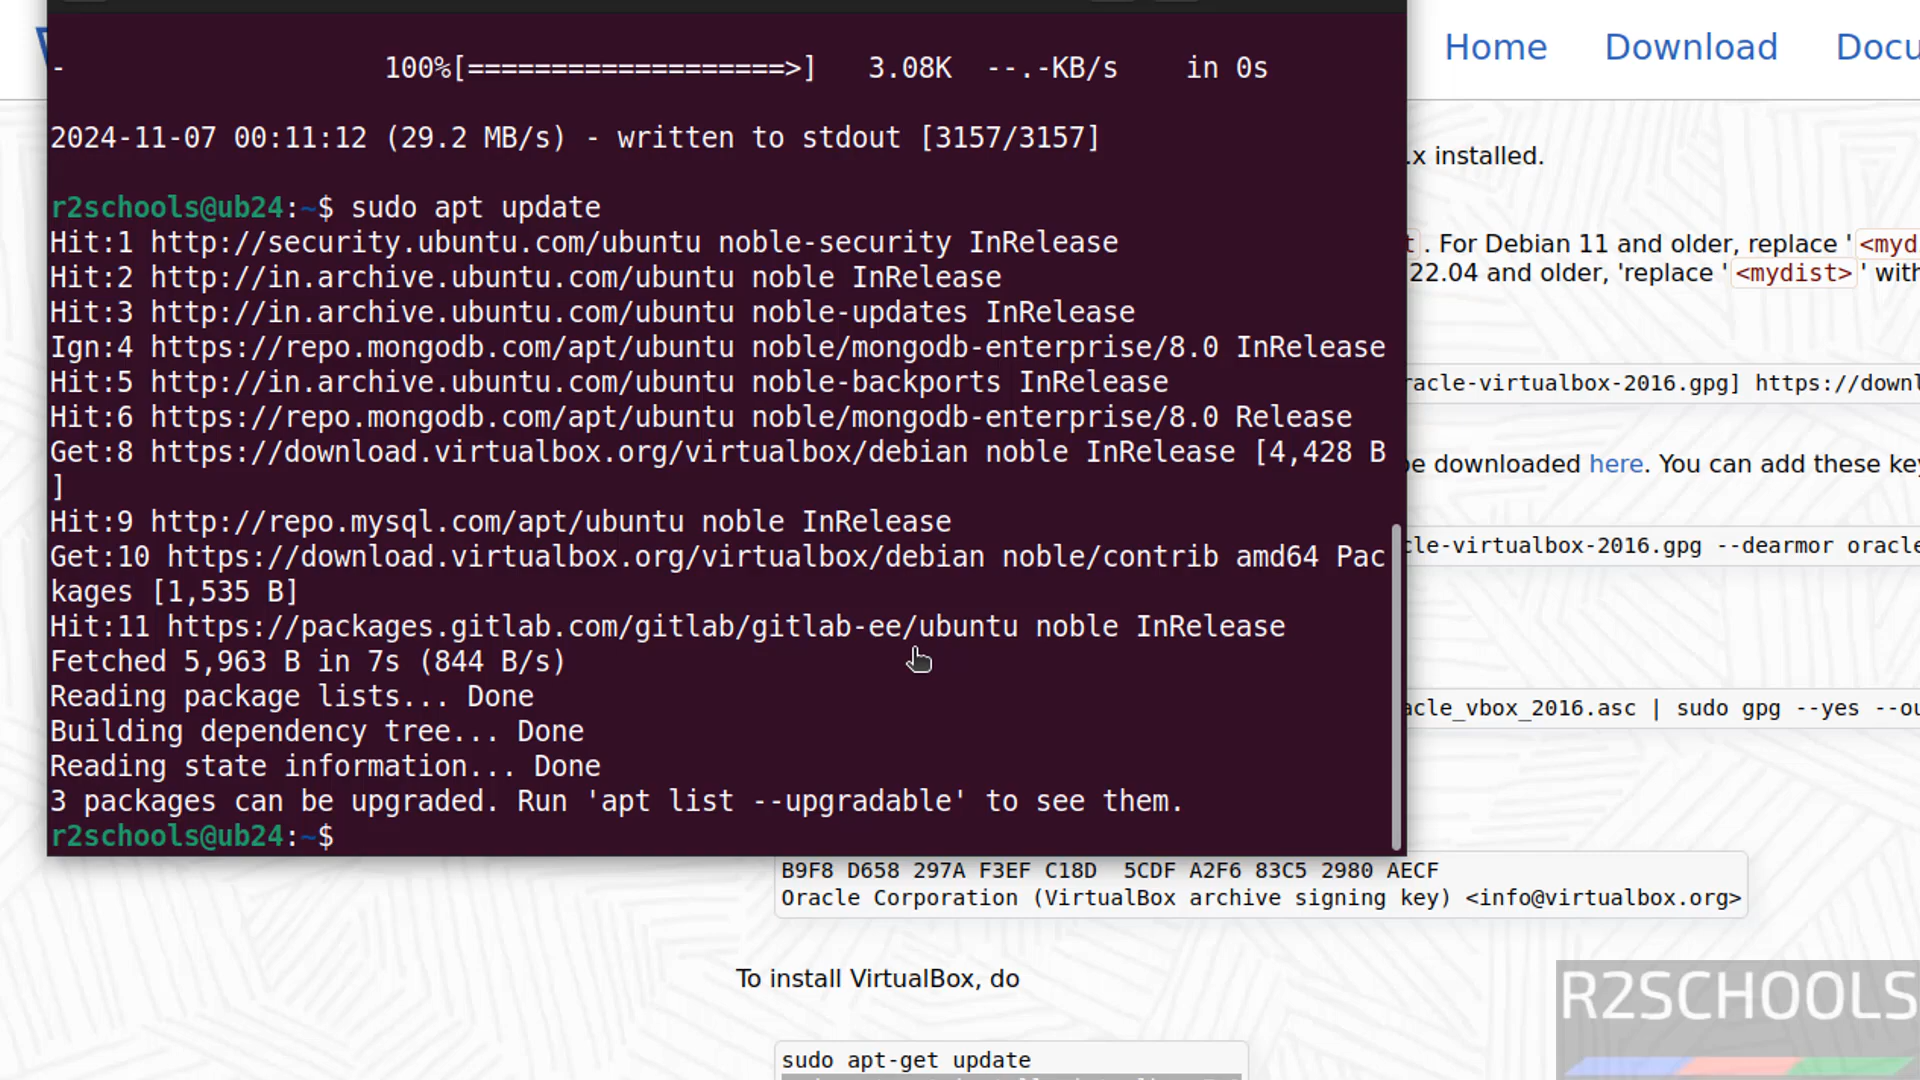 Home Download Docu
- 100%[===================>] 3.08K --.-KB/s in 0s
2024-11-07 00:11:12 (29.2 MB/s) - written to stdout [3157/3157]
.x installed.
r2schools@ub24:~$ sudo apt update
Hit:1 http://security.ubuntu.com/ubuntu noble-security InRelease
t. For Debian 11 and older, replace '<myd
Hit:2 http://in.archive.ubuntu.com/ubuntu noble InRelease
22.04 and older, 'replace '<mydist>' with
Hit:3 http://in.archive.ubuntu.com/ubuntu noble-updates InRelease
Ign:4 https://repo.mongodb.com/apt/ubuntu noble/mongodb-enterprise/8.0 InRelease
Hit:5 http://in.archive.ubuntu.com/ubuntu noble-backports InRelease
racle-virtualbox-2016.gpg] https://downl
Hit:6 https://repo.mongodb.com/apt/ubuntu noble/mongodb-enterprise/8.0 Release
Get:8 https://download.virtualbox.org/virtualbox/debian noble InRelease [4,428 B
]
be downloaded here. You can add these key
Hit:9 http://repo.mysql.com/apt/ubuntu noble InRelease
Get:10 https://download.virtualbox.org/virtualbox/debian noble/contrib amd64 Pac
kages [1,535 B]
cle-virtualbox-2016.gpg --dearmor oracle
Hit:11 https://packages.gitlab.com/gitlab/gitlab-ee/ubuntu noble InRelease
Fetched 5,963 B in 7s (844 B/s)
Reading package lists... Done
acle_vbox_2016.asc | sudo gpg --yes --ou
Building dependency tree... Done
Reading state information... Done
3 packages can be upgraded. Run 'apt list --upgradable' to see them.
r2schools@ub24:~$
B9F8 D658 297A F3EF C18D  5CDF A2F6 83C5 2980 AECF
Oracle Corporation (VirtualBox archive signing key) <info@virtualbox.org>
To install VirtualBox, do
R2SCHOOLS
sudo apt-get update